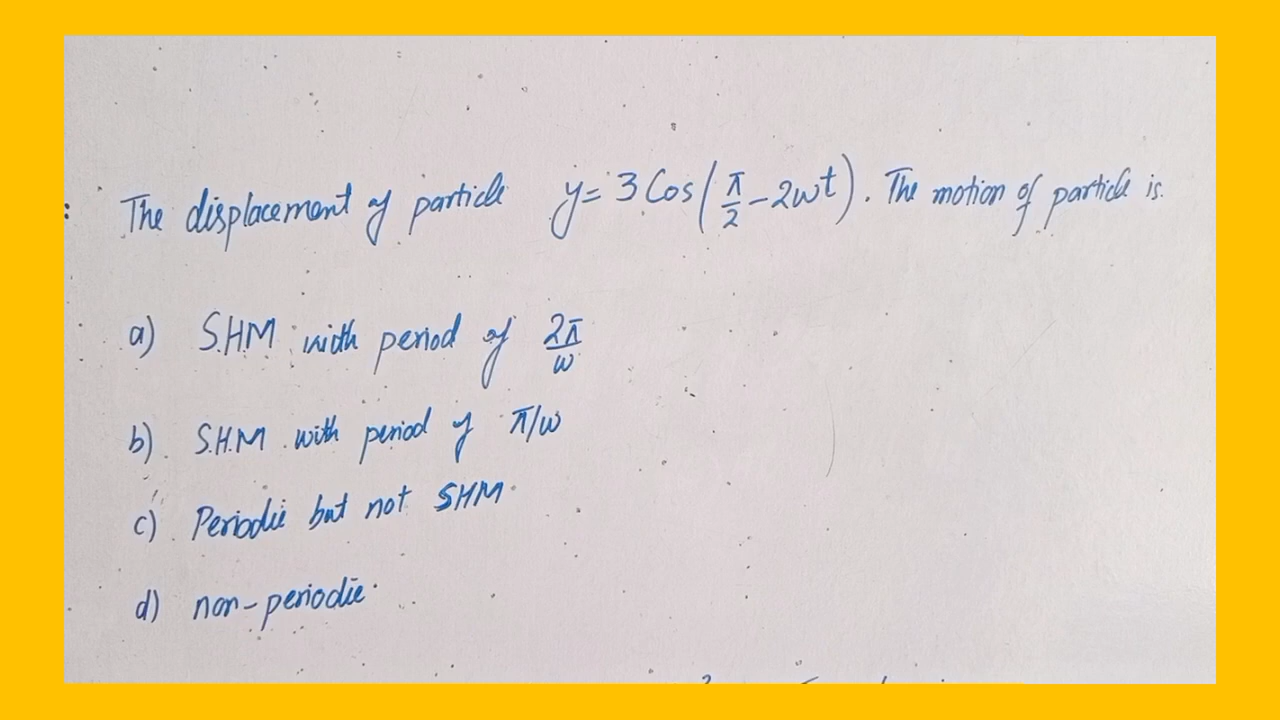 : The displacement of particle y= 3 Cos(π/2 -2ωt). The motion of particle is.
a) S.HM with period of 2π/ω
b). S.H.M. with period of π/ω
c). Periodic but not SHM.
d) non-periodic.